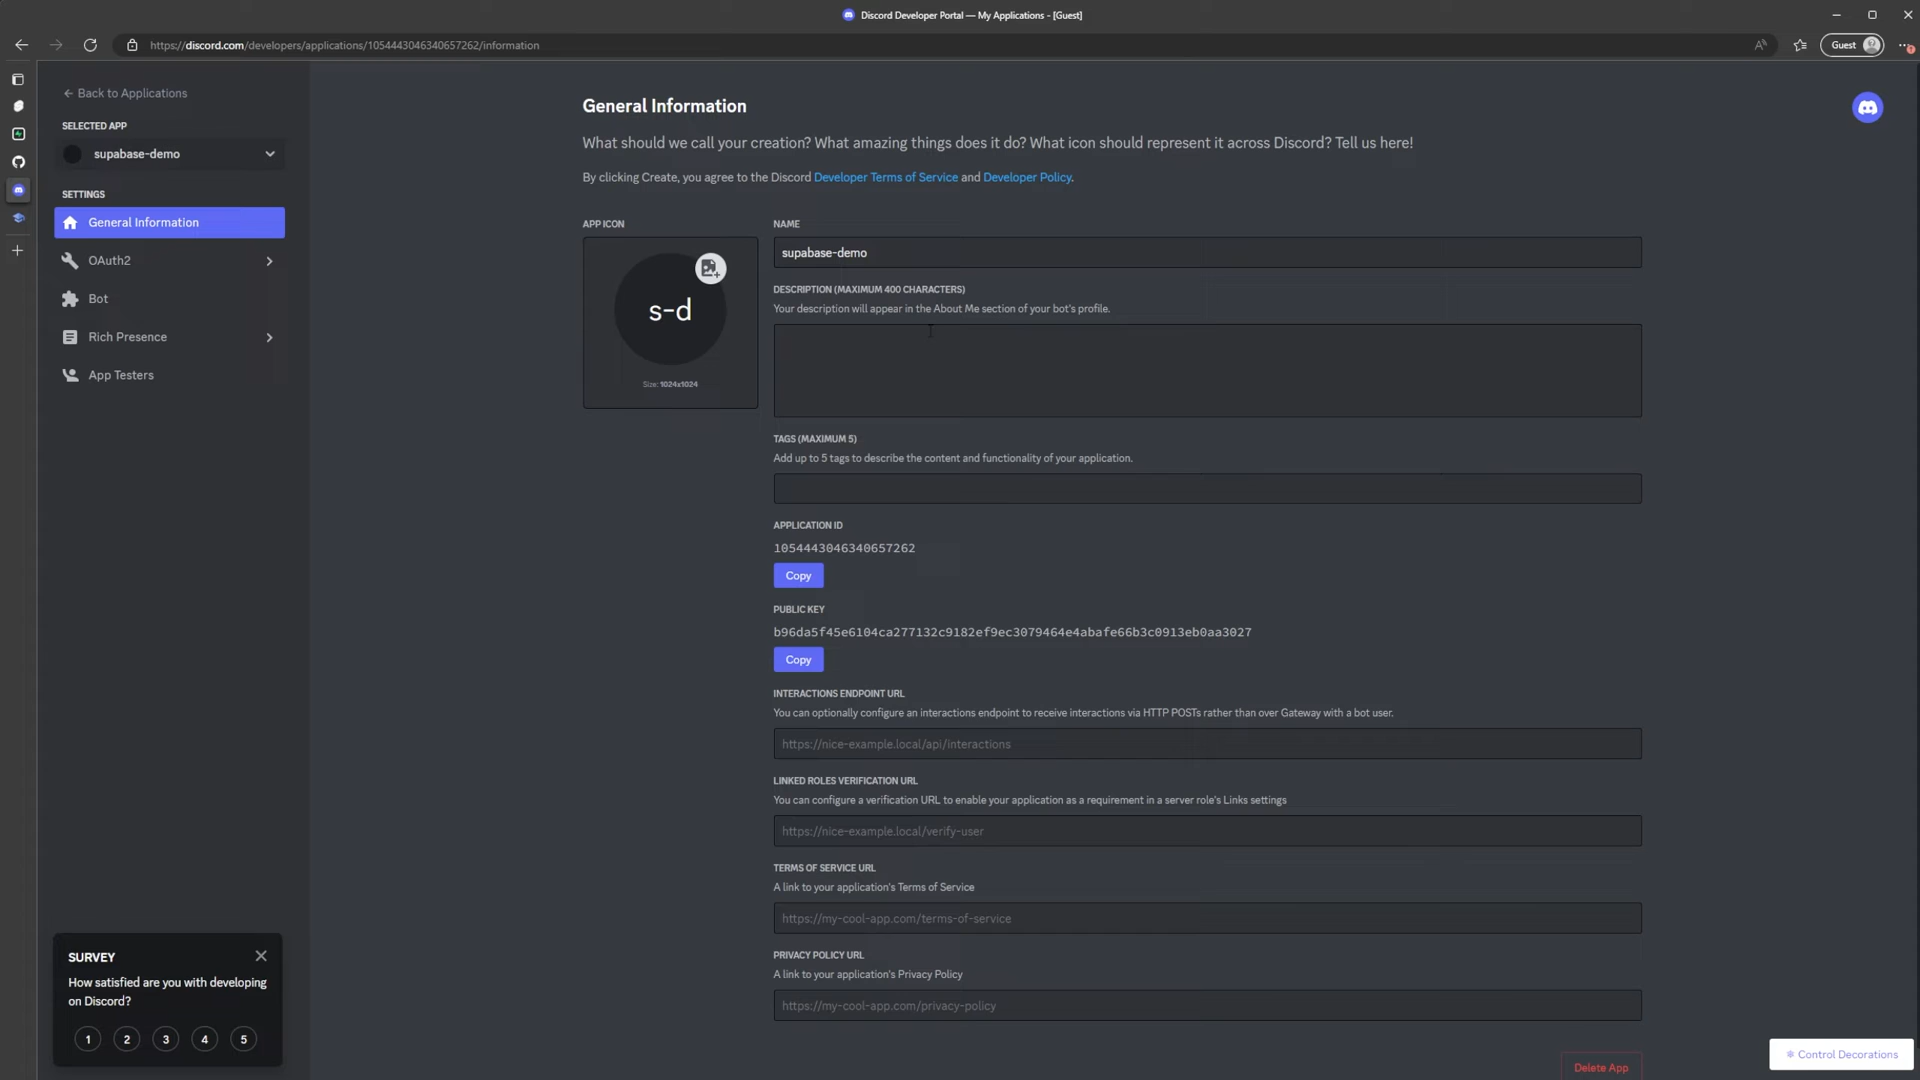 Discord Developer Portal — My Applications - [Guest]
https://discord.com/developers/applications/1054443046340657262/information
Guest
Back to Applications
SELECTED APP
supabase-demo
SETTINGS
General Information
OAuth2
Bot
Rich Presence
App Testers
General Information
What should we call your creation? What amazing things does it do? What icon should represent it across Discord? Tell us here!
By clicking Create, you agree to the Discord Developer Terms of Service and Developer Policy.
APP ICON
s-d
Size: 1024x1024
NAME
supabase-demo
DESCRIPTION (MAXIMUM 400 CHARACTERS)
Your description will appear in the About Me section of your bot's profile.
TAGS (MAXIMUM 5)
Add up to 5 tags to describe the content and functionality of your application.
APPLICATION ID
1054443046340657262
Copy
PUBLIC KEY
b96da5f45e6104ca277132c9182ef9ec3079464e4abafe66b3c0913eb0aa3027
Copy
INTERACTIONS ENDPOINT URL
You can optionally configure an interactions endpoint to receive interactions via HTTP POSTs rather than over Gateway with a bot user.
https://nice-example.local/api/interactions
LINKED ROLES VERIFICATION URL
You can configure a verification URL to enable your application as a requirement in a server role's Links settings
https://nice-example.local/verify-user
TERMS OF SERVICE URL
A link to your application's Terms of Service
https://my-cool-app.com/terms-of-service
PRIVACY POLICY URL
A link to your application's Privacy Policy
https://my-cool-app.com/privacy-policy
Delete App
SURVEY
How satisfied are you with developing
on Discord?
1 2 3 4 5
Control Decorations